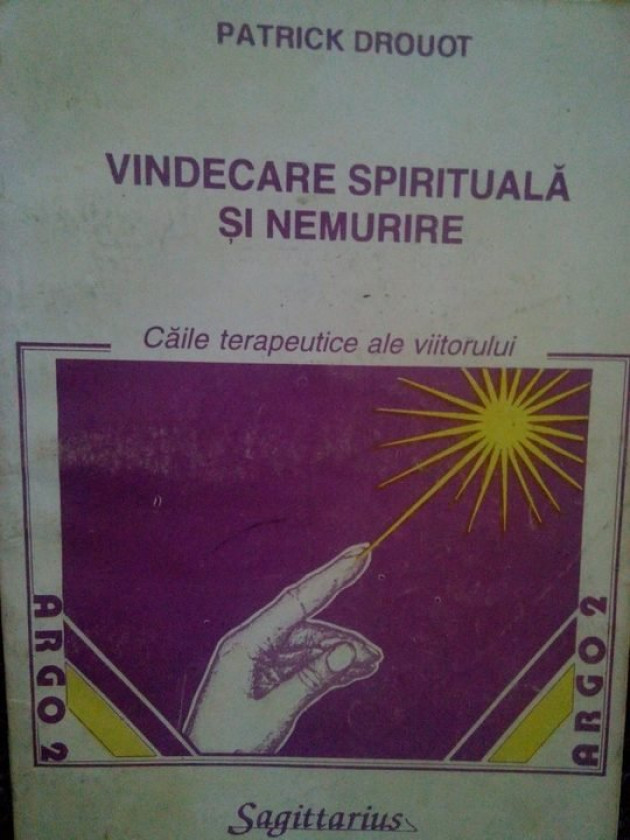 PATRICK DROUOT
VINDECARE SPIRITUALĂ
ȘI NEMURIRE
Căile terapeutice ale viitorului
ARGO 2
ARGO 2
Sagittarius